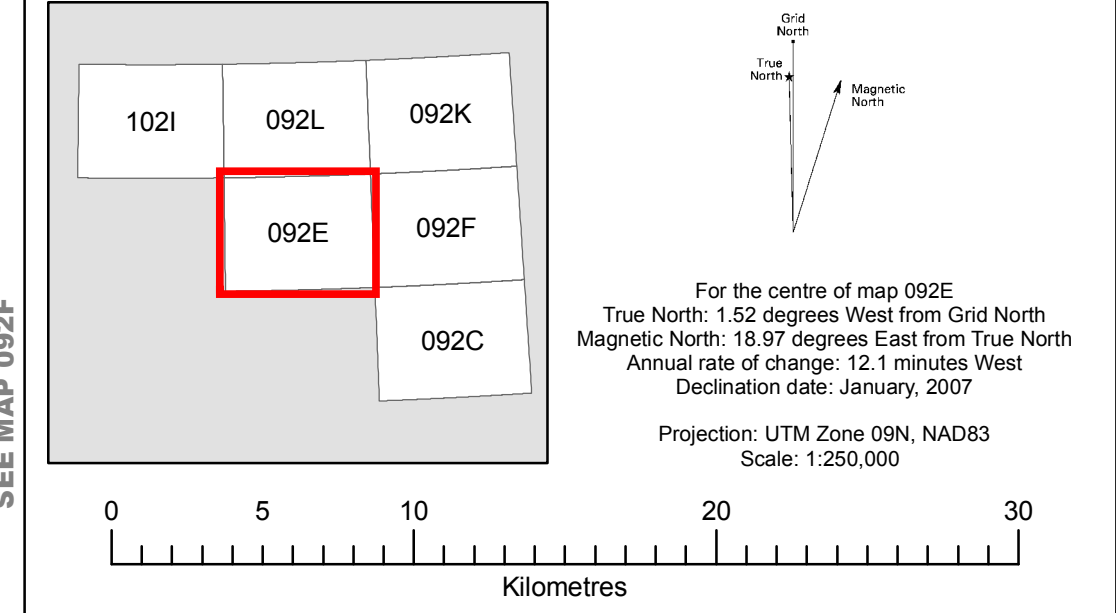 Grid
North
True
North
Magnetic
North
102I
092L
092K
092E
092F
092C
SEE MAP 092F
For the centre of map 092E
True North: 1.52 degrees West from Grid North
Magnetic North: 18.97 degrees East from True North
Annual rate of change: 12.1 minutes West
Declination date: January, 2007
Projection: UTM Zone 09N, NAD83
Scale: 1:250,000
0 5 10 20 30
Kilometres